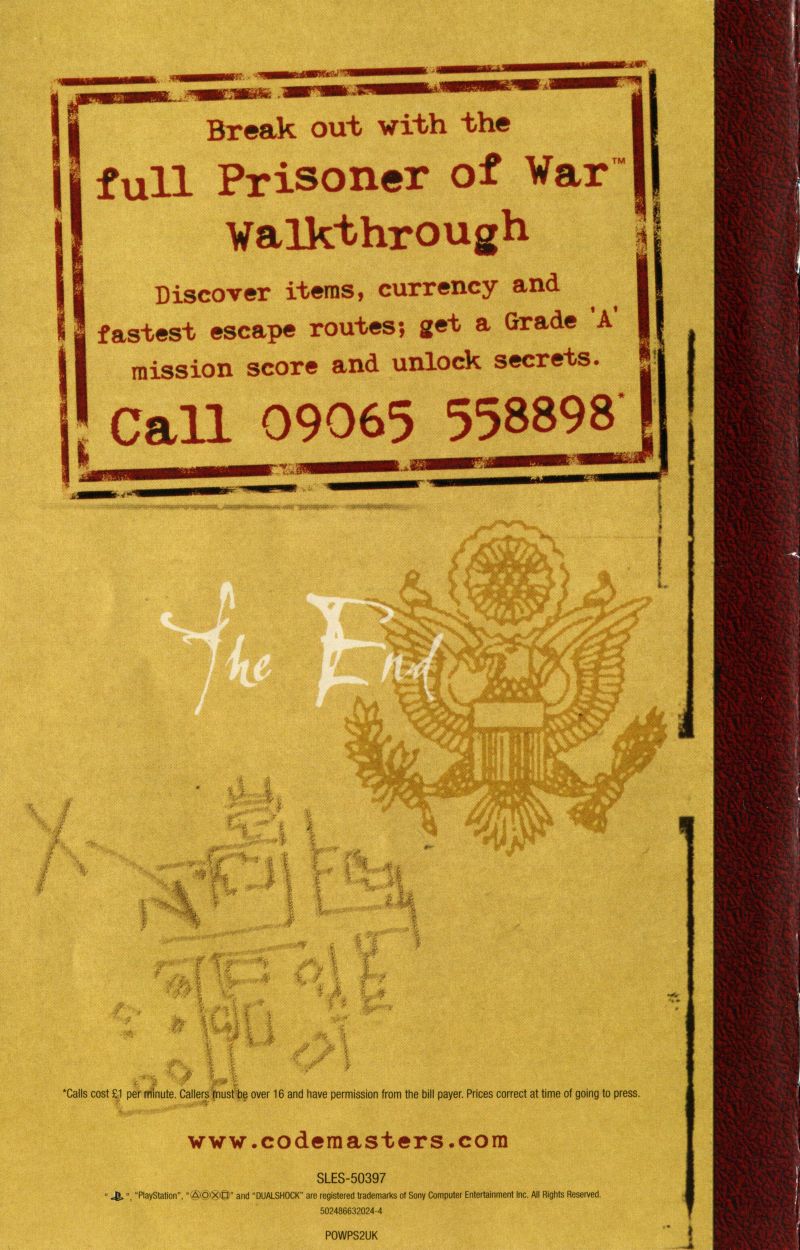 Break out with the
full Prisoner of War™
Walkthrough
Discover items, currency and
fastest escape routes; get a Grade 'A'
mission score and unlock secrets.
Call 09065 558898*
The End
*Calls cost £1 per minute. Callers must be over 16 and have permission from the bill payer. Prices correct at time of going to press.
www.codemasters.com
SLES-50397
" ", "PlayStation", "△○✕□" and "DUALSHOCK" are registered trademarks of Sony Computer Entertainment Inc. All Rights Reserved.
502486632024-4
POWPS2UK